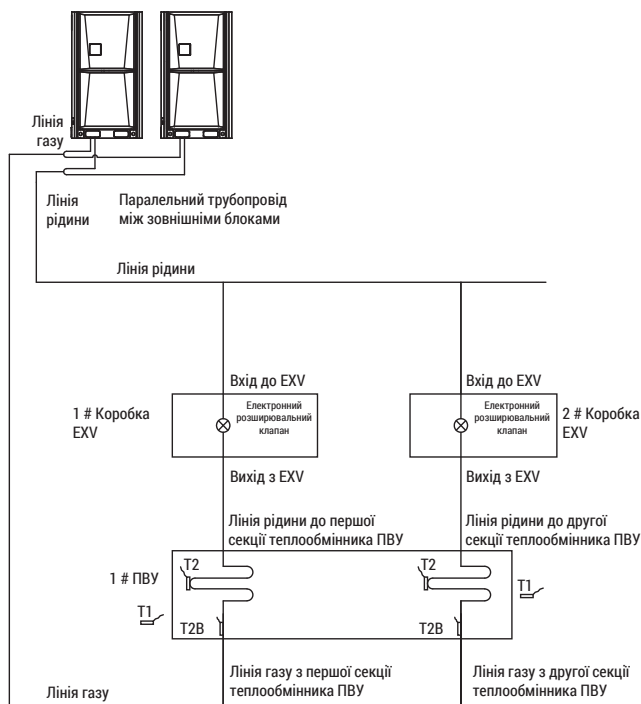 Лінія
газу
Лінія
рідини
Паралельний трубопровід
між зовнішніми блоками
Лінія рідини
Вхід до EXV
Вхід до EXV
1 # Коробка
EXV
Електронний
розширювальний
клапан
Електронний
розширювальний
клапан
2 # Коробка
EXV
Вихід з EXV
Вихід з EXV
Лінія рідини до першої
секції теплообмінника ПВУ
Лінія рідини до другої
секції теплообмінника ПВУ
1 # ПВУ
T2
T2
T1
T1
T2B
T2B
Лінія газу
Лінія газу з першої секції
теплообмінника ПВУ
Лінія газу з другої секції
теплообмінника ПВУ